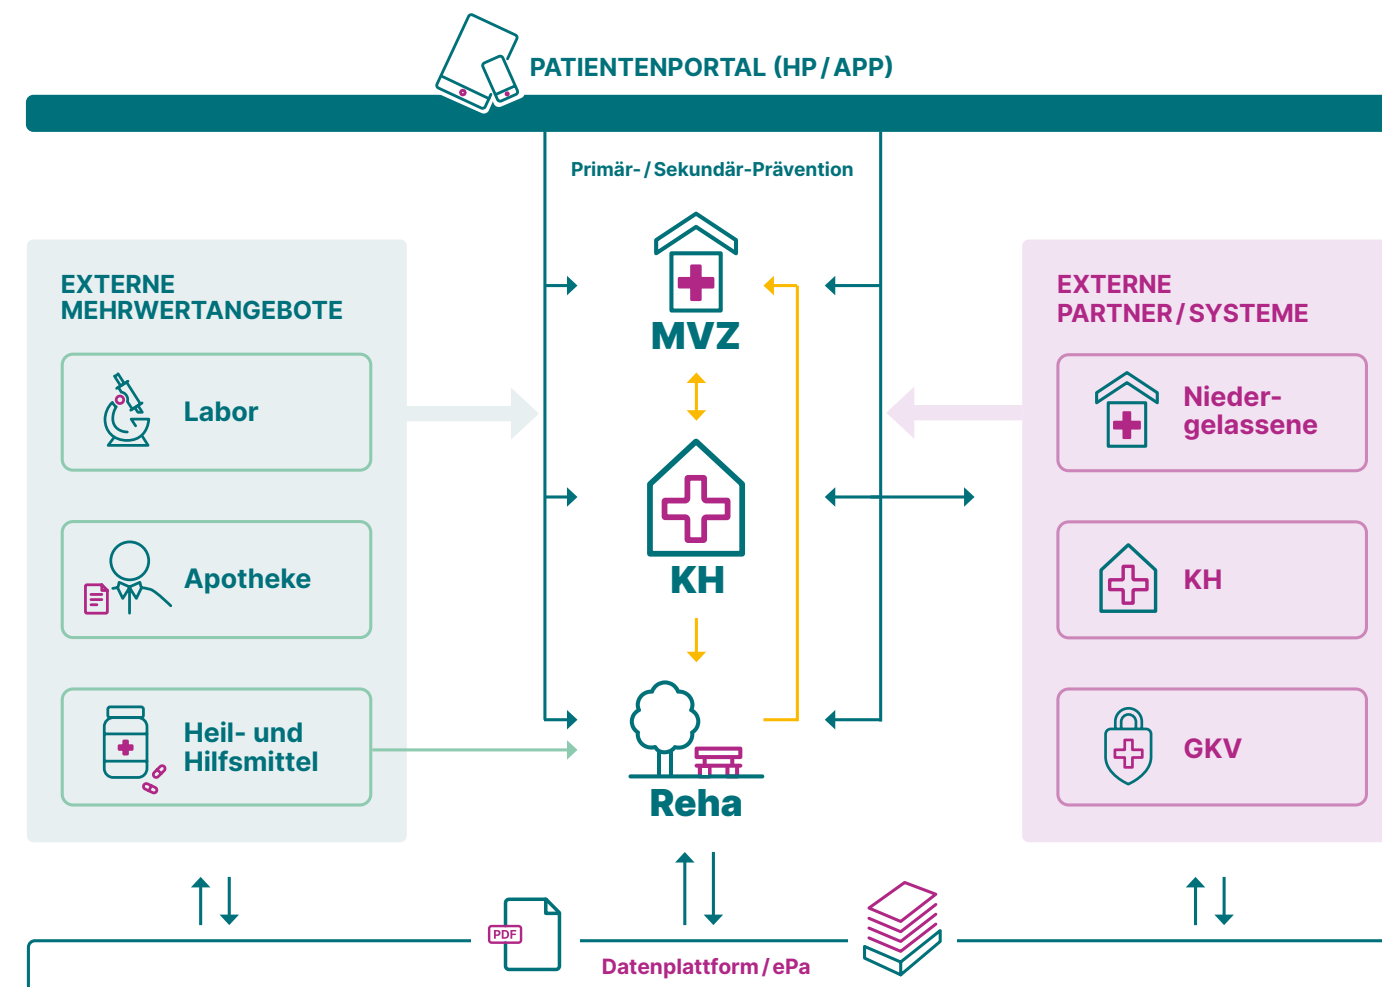 PATIENTENPORTAL (HP / APP)
Primär- / Sekundär-Prävention
EXTERNE
MEHRWERTANGEBOTE
Labor
Apotheke
Heil- und
Hilfsmittel
MVZ
KH
Reha
EXTERNE
PARTNER / SYSTEME
Nieder-
gelassene
KH
GKV
PDF
Datenplattform / ePa